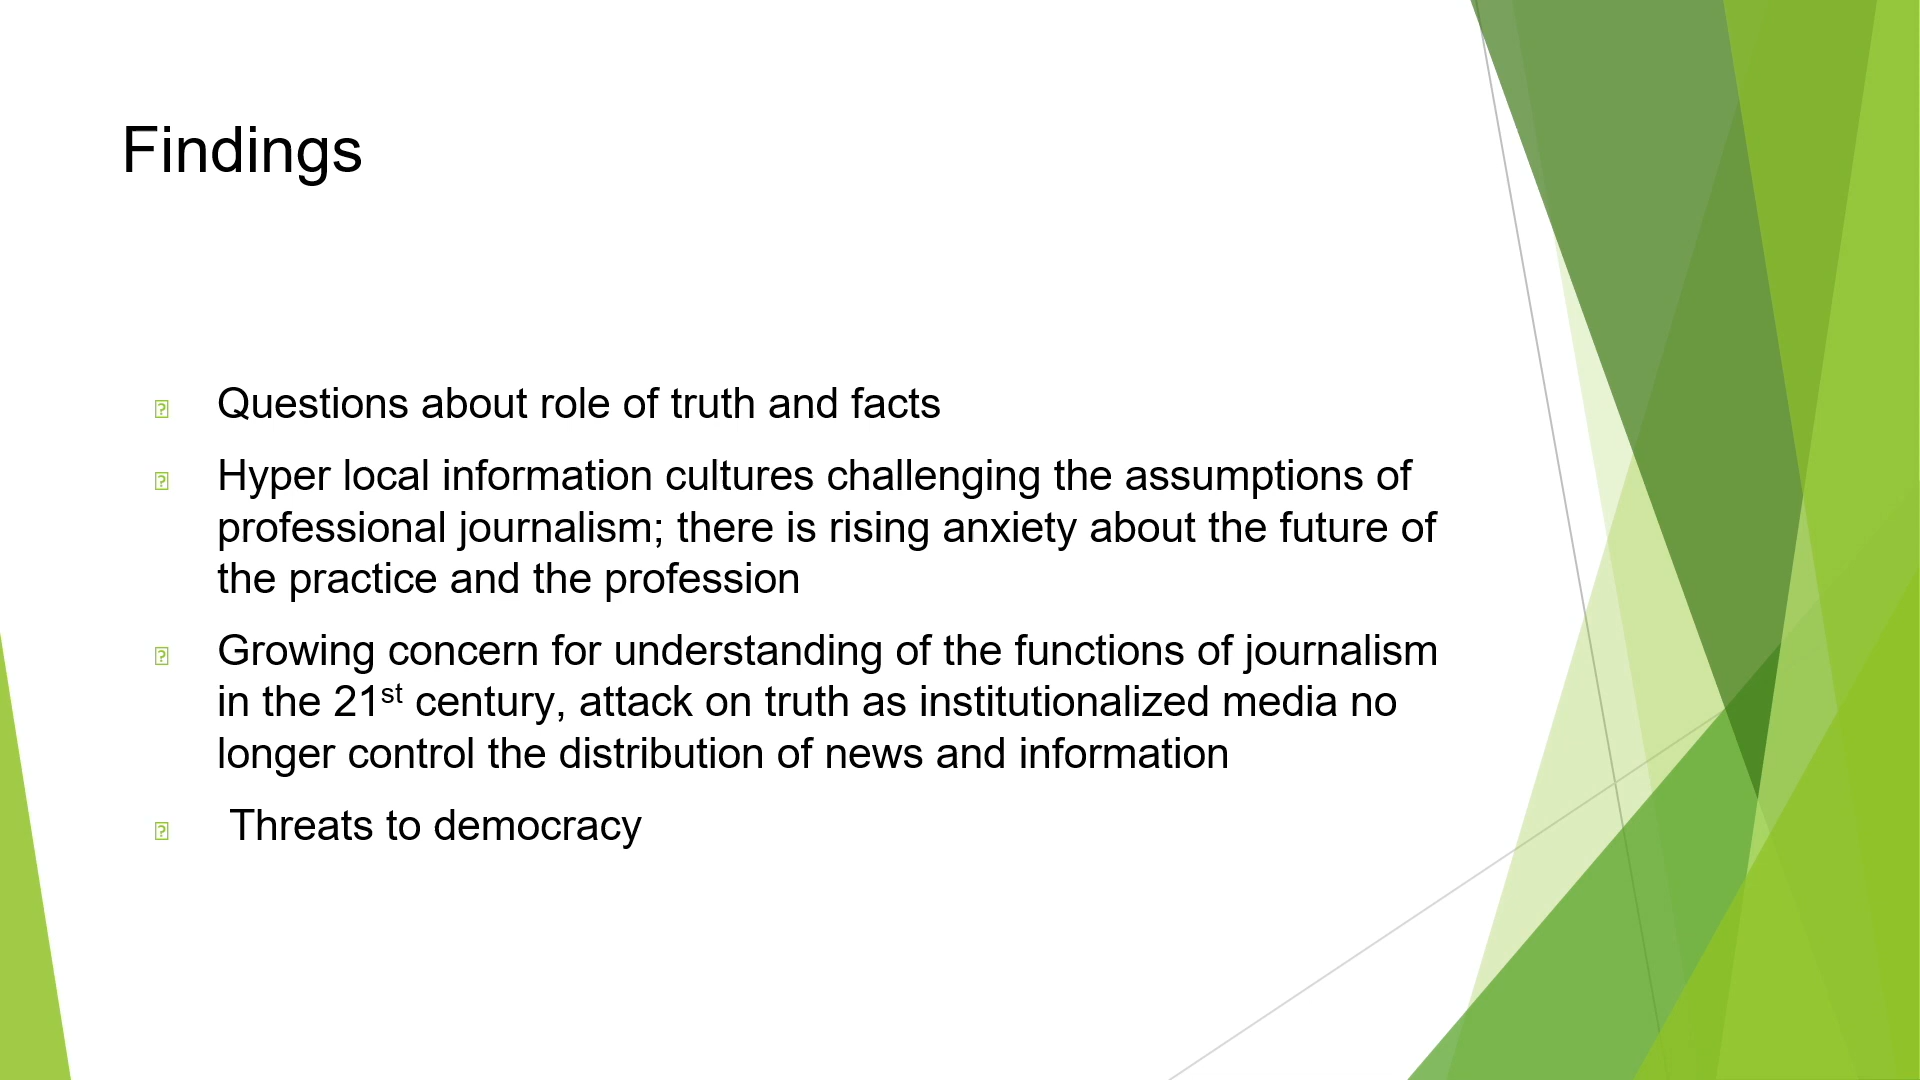 Findings
Questions about role of truth and facts
Hyper local information cultures challenging the assumptions of
professional journalism; there is rising anxiety about the future of
the practice and the profession
Growing concern for understanding of the functions of journalism
in the 21st century, attack on truth as institutionalized media no
longer control the distribution of news and information
Threats to democracy